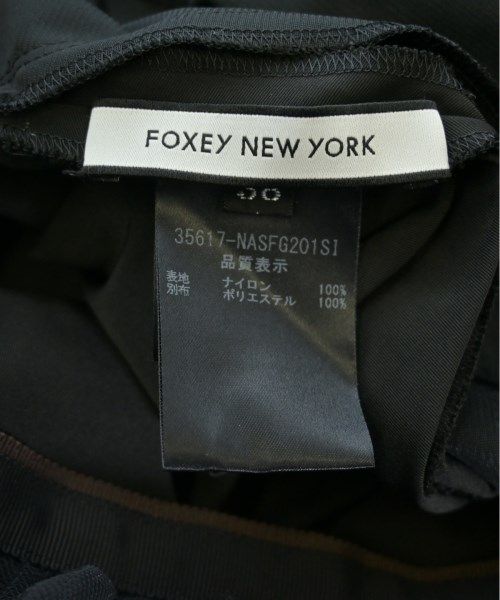 FOXEY NEW YORK
35617-NASFG201SI
品質表示
表地 ナイロン 100%
別布 ポリエステル 100%